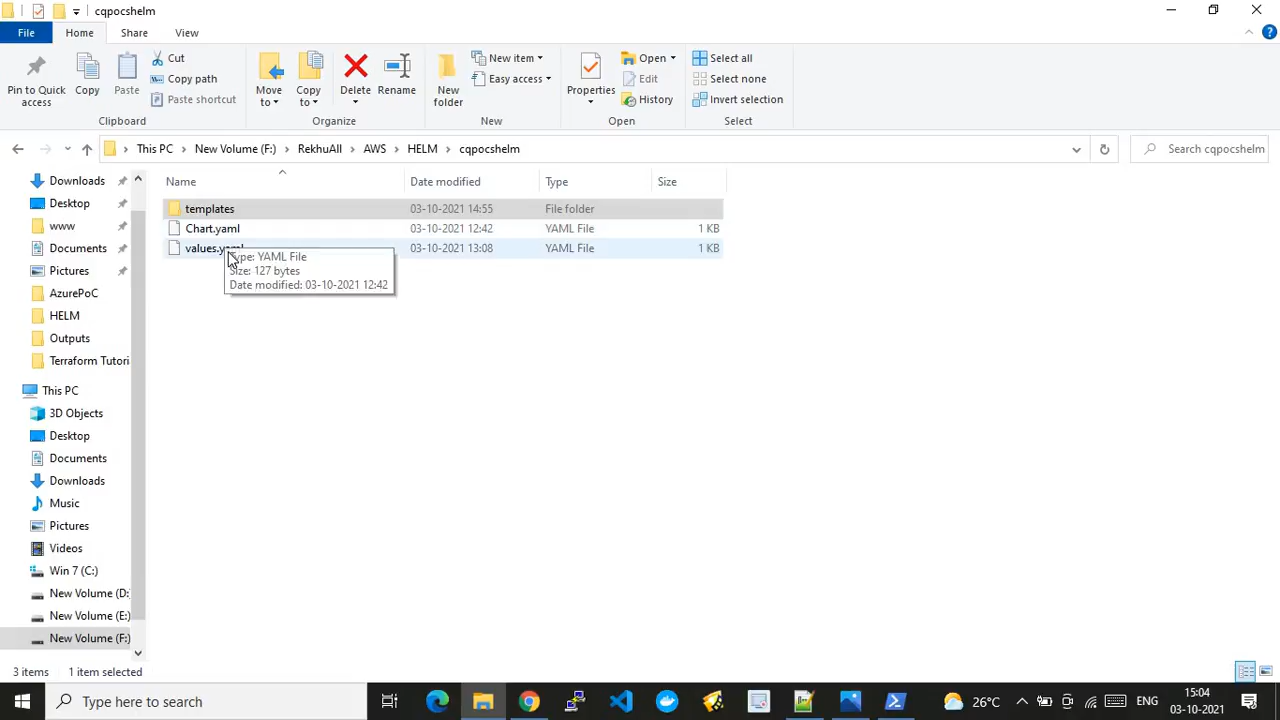 cqpocshelm
File
Home
Share
View
Pin to Quick access
Copy
Paste
Cut
Copy path
Paste shortcut
Clipboard
Move to
Copy to
Delete
Rename
Organize
New folder
New item
Easy access
New
Properties
Open
Edit
History
Open
Select all
Select none
Invert selection
Select
This PC
New Volume (F:)
RekhuAll
AWS
HELM
cqpocshelm
Search cqpocshelm
Name Date modified Type Size
templates 03-10-2021 14:55 File folder
Chart.yaml 03-10-2021 12:42 YAML File 1 KB
values.yaml 03-10-2021 13:08 YAML File 1 KB
Type: YAML File
Size: 127 bytes
Date modified: 03-10-2021 12:42
Downloads
Desktop
www
Documents
Pictures
AzurePoC
HELM
Outputs
Terraform Tutori
This PC
3D Objects
Desktop
Documents
Downloads
Music
Pictures
Videos
Win 7 (C:)
New Volume (D:
New Volume (E:)
New Volume (F:)
3 items 1 item selected
Type here to search
26°C
ENG
15:04
03-10-2021